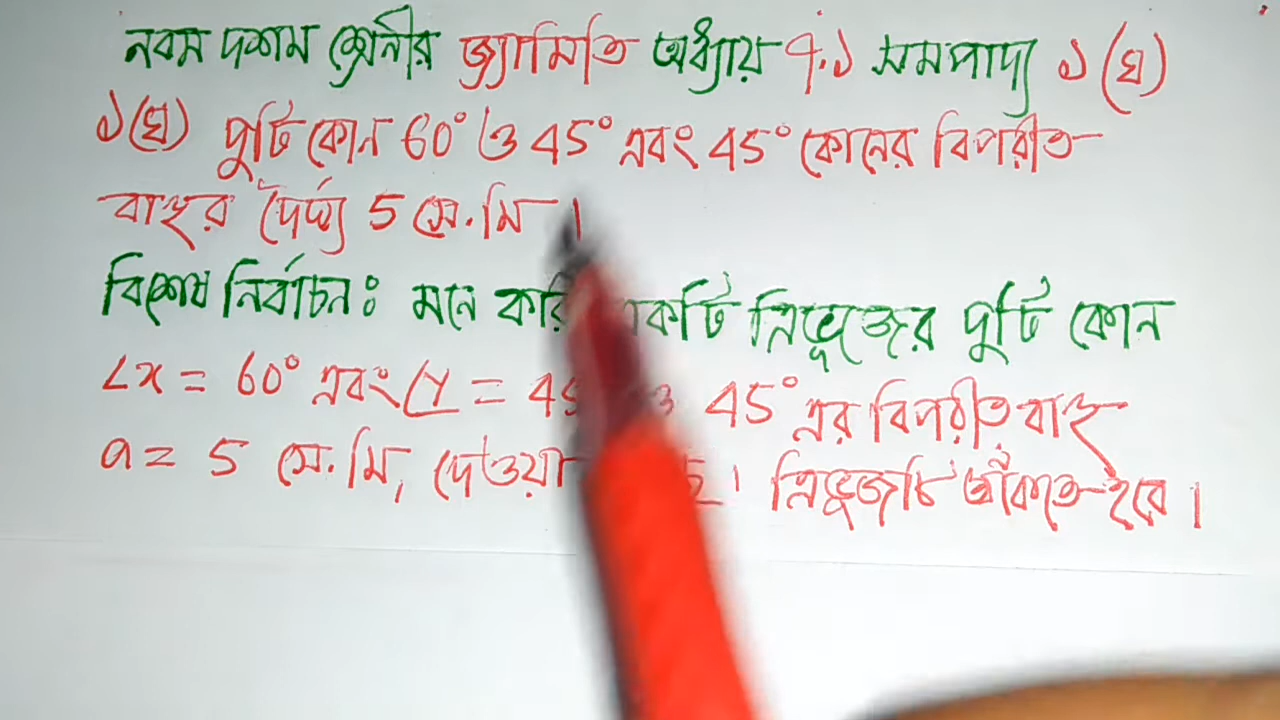 নবম দশম শ্রেনীর জ্যামিতি অধ্যায় ৭.১ সমপাদ্য ১ (ঘ)
১(ঘ) দুটি কোন 60° ও 45° এবং 45° কোনের বিপরীত
বাহুর দৈর্ঘ্য 5 সে.মি।
বিশেষ নির্বাচন: মনে করি একটি ত্রিভুজের দুটি কোন
∠x = 60° এবং ∠y = 45° ও 45° এর বিপরীত বাহু
a = 5 সে.মি, দেওয়া ত্রিভুজটি আঁকতে হবে।